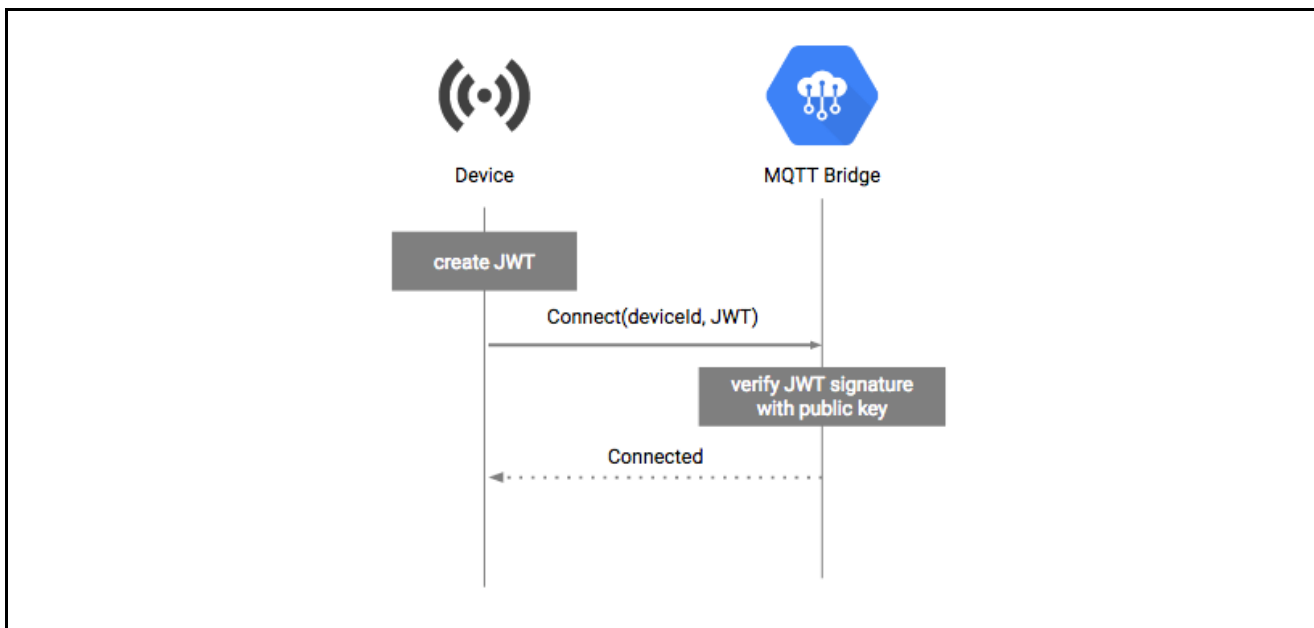 Device
MQTT Bridge
create JWT
Connect(deviceId, JWT)
verify JWT signature
with public key
Connected